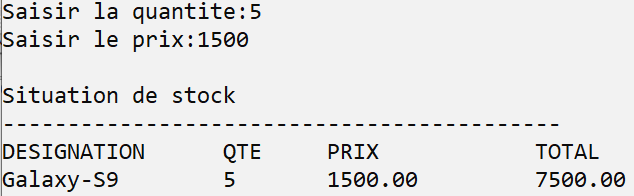 Saisir la quantite:5
Saisir le prix:1500
Situation de stock
-------------------------------------------
DESIGNATION QTE PRIX TOTAL
Galaxy-S9 5 1500.00 7500.00